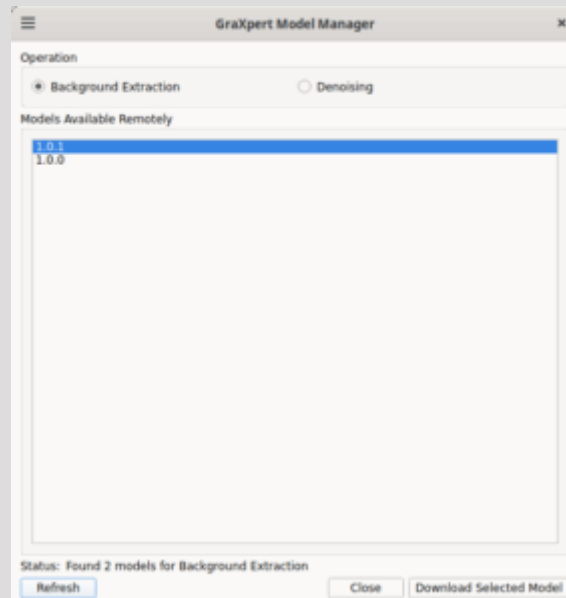 GraXpert Model Manager
Operation
Background Extraction Denoising
Models Available Remotely
1.0.1
1.0.0
Status: Found 2 models for Background Extraction
Refresh Close Download Selected Model